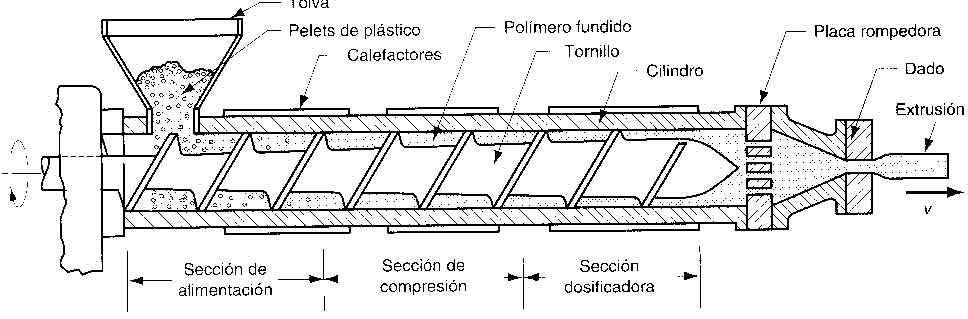 Tolva
Pelets de plástico
Calefactores
Polímero fundido
Tornillo
Cilindro
Placa rompedora
Dado
Extrusión
v
Sección de
alimentación
Sección de
compresión
Sección
dosificadora